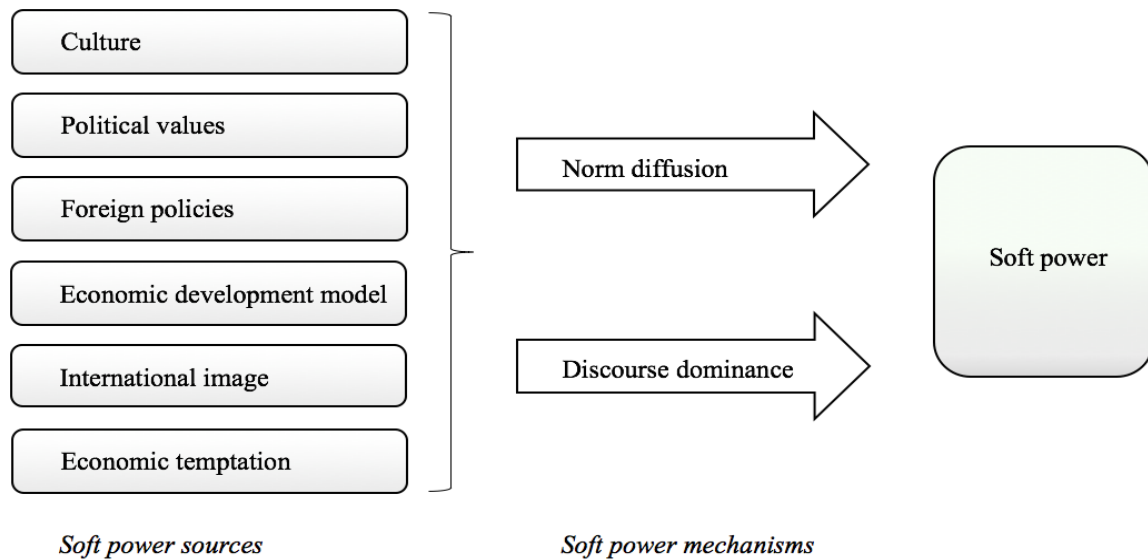 Culture
Political values
Foreign policies
Economic development model
International image
Economic temptation
Soft power sources
Norm diffusion
Discourse dominance
Soft power mechanisms
Soft power